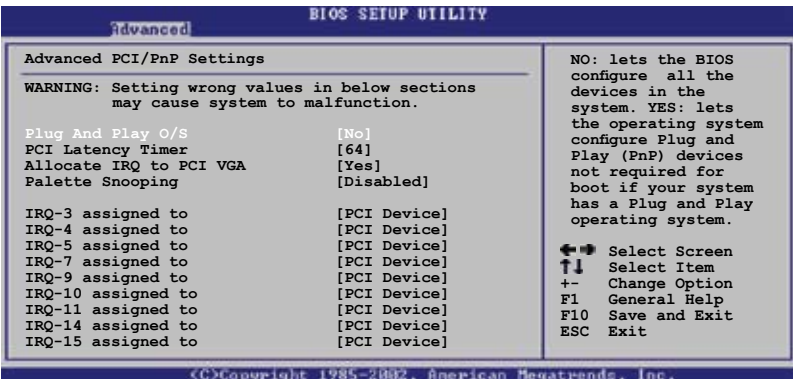 BIOS SETUP UTILITY
Advanced
Advanced PCI/PnP Settings
WARNING: Setting wrong values in below sections
may cause system to malfunction.
Plug And Play O/S [No]
PCI Latency Timer [64]
Allocate IRQ to PCI VGA [Yes]
Palette Snooping [Disabled]
IRQ-3 assigned to [PCI Device]
IRQ-4 assigned to [PCI Device]
IRQ-5 assigned to [PCI Device]
IRQ-7 assigned to [PCI Device]
IRQ-9 assigned to [PCI Device]
IRQ-10 assigned to [PCI Device]
IRQ-11 assigned to [PCI Device]
IRQ-14 assigned to [PCI Device]
IRQ-15 assigned to [PCI Device]
NO: lets the BIOS
configure all the
devices in the
system. YES: lets
the operating system
configure Plug and
Play (PnP) devices
not required for
boot if your system
has a Plug and Play
operating system.
←→ Select Screen
↑↓ Select Item
+- Change Option
F1 General Help
F10 Save and Exit
ESC Exit
(C)Copyright 1985-2002, American Megatrends, Inc.